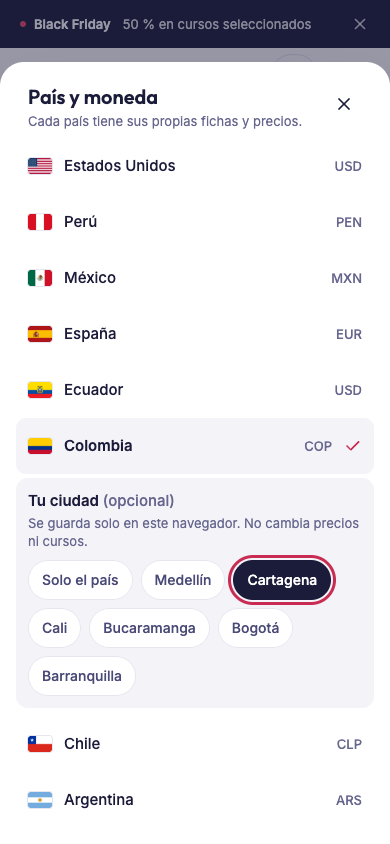 Black Friday 50 % en cursos seleccionados
País y moneda
Cada país tiene sus propias fichas y precios.
Estados Unidos USD
Perú PEN
México MXN
España EUR
Ecuador USD
Colombia COP
Tu ciudad (opcional)
Se guarda solo en este navegador. No cambia precios
ni cursos.
Solo el país Medellín Cartagena
Cali Bucaramanga Bogotá
Barranquilla
Chile CLP
Argentina ARS